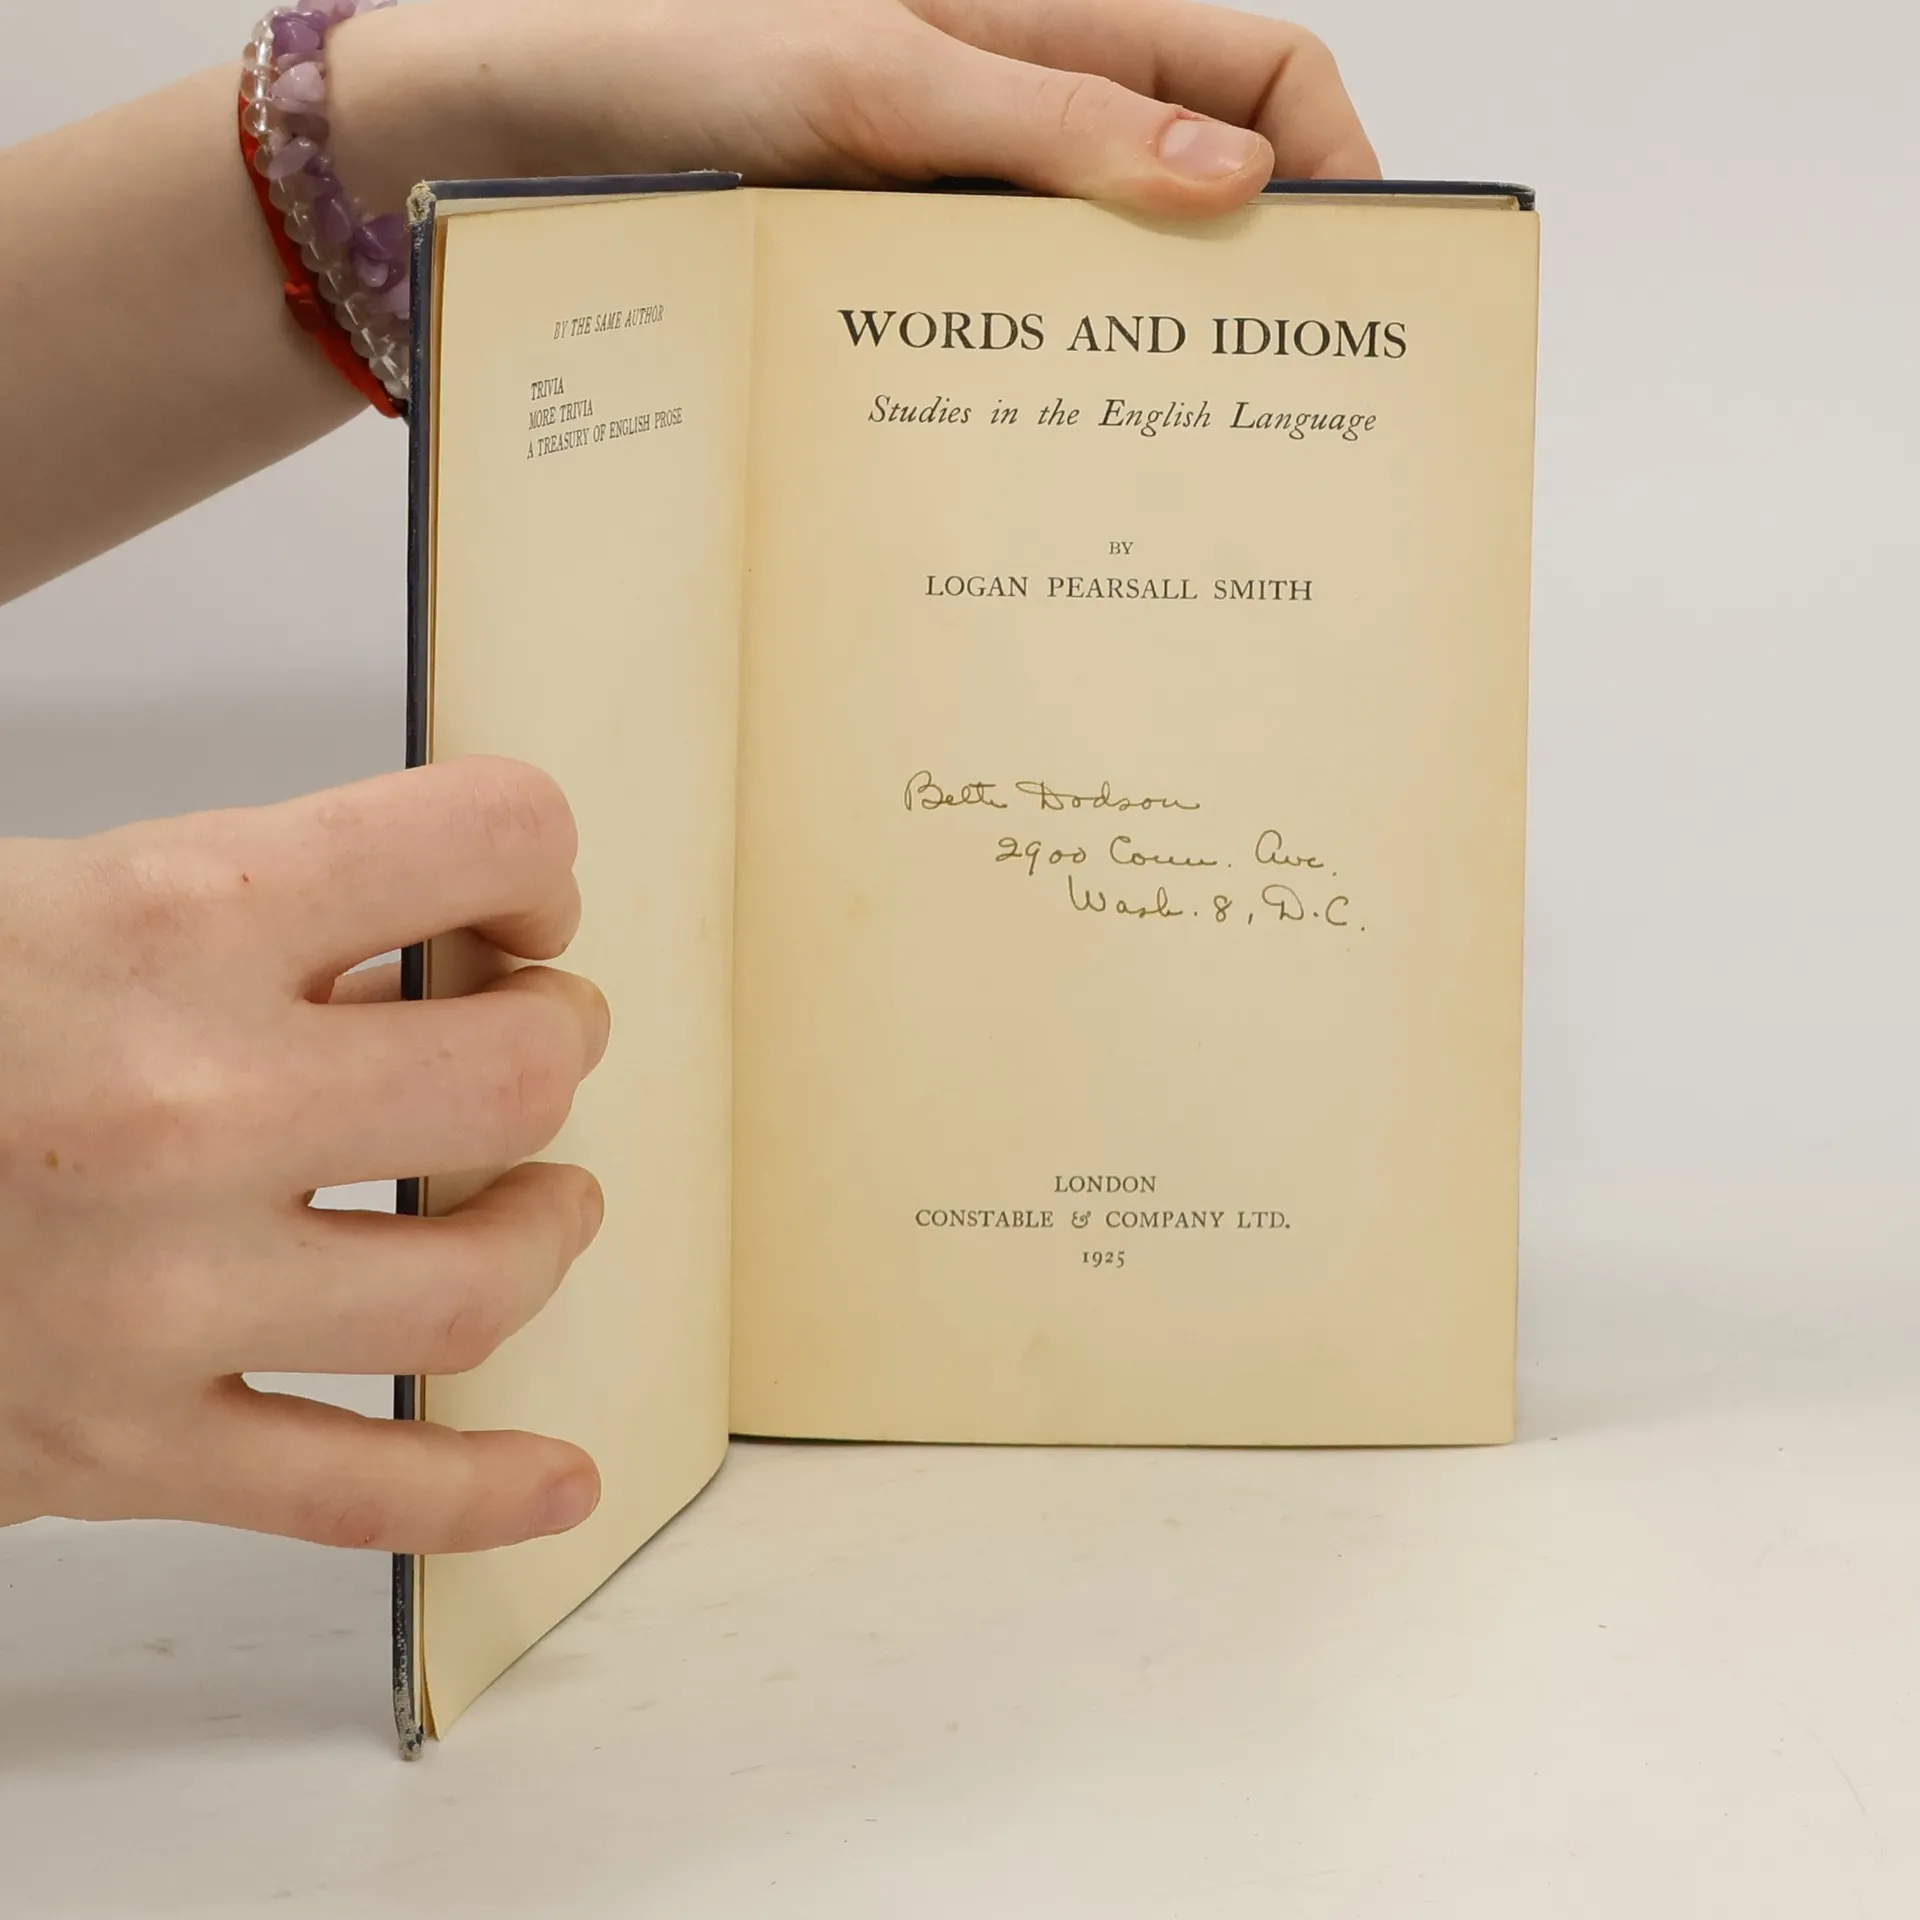 BY THE SAME AUTHOR
TRIVIA
MORE TRIVIA
A TREASURY OF ENGLISH PROSE
WORDS AND IDIOMS
Studies in the English Language
BY
LOGAN PEARSALL SMITH
Bette Dodson
2900 Conn. Ave.
Wash. 8, D.C.
LONDON
CONSTABLE & COMPANY LTD.
1925